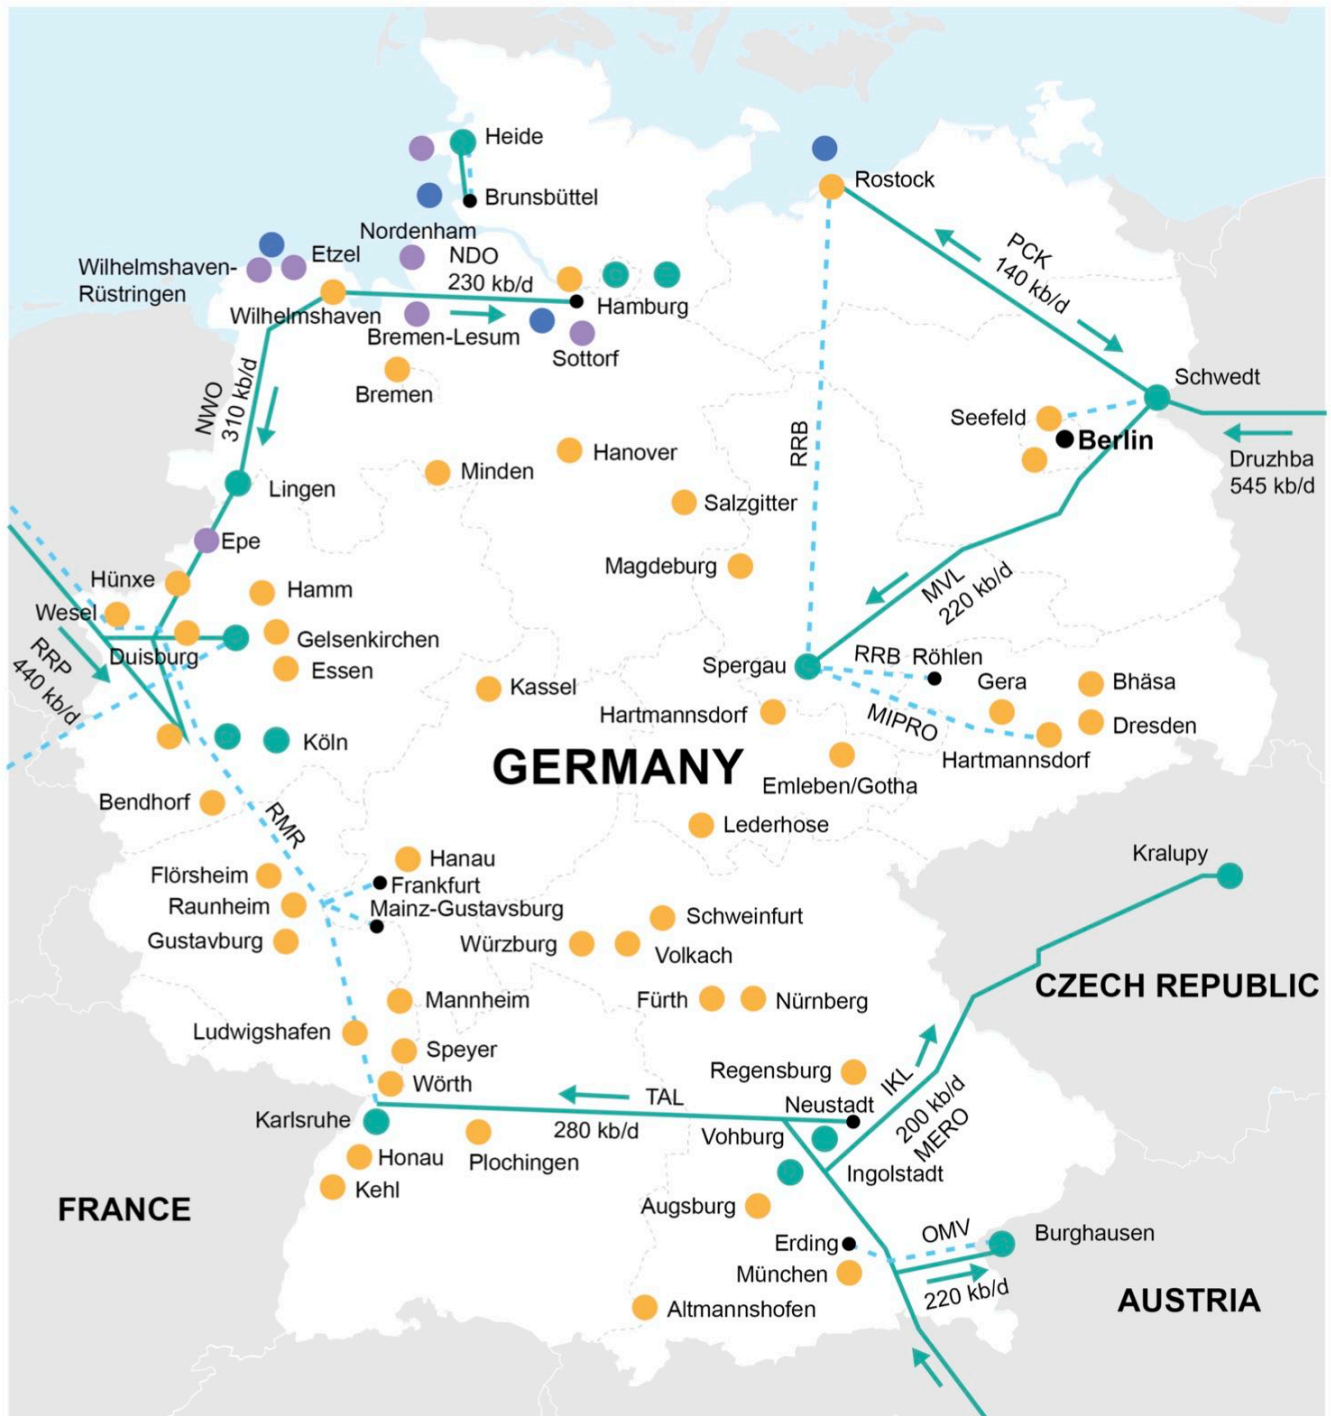 Heide
Brunsbüttel
Rostock
Nordenham
PCK
140 kb/d
Etzel
NDO
230 kb/d
Wilhelmshaven-
Rüstringen
Wilhelmshaven
Hamburg
Bremen-Lesum
Sottorf
Bremen
NWO
310 kb/d
Schwedt
Seefeld
Berlin
Druzhba
545 kb/d
RRB
Hanover
Minden
Lingen
Salzgitter
Epe
Magdeburg
Hünxe
Hamm
MVL
220 kb/d
Wesel
Gelsenkirchen
Duisburg
Essen
RRP
440 kb/d
Spergau
RRB
Röhlen
Gera
Bhäsa
Kassel
Hartmannsdorf
MIPRO
Dresden
Köln
GERMANY
Hartmannsdorf
Emleben/Gotha
Bendhorf
RMR
Lederhose
Hanau
Kralupy
Flörsheim
Frankfurt
Raunheim
Mainz-Gustavsburg
Schweinfurt
Gustavburg
Würzburg
Volkach
CZECH REPUBLIC
Mannheim
Fürth
Nürnberg
Ludwigshafen
Speyer
Regensburg
IKL
Wörth
TAL
Neustadt
200 kb/d
MERO
Karlsruhe
280 kb/d
Vohburg
Honau
Plochingen
Ingolstadt
Kehl
FRANCE
Augsburg
Erding
OMV
Burghausen
München
220 kb/d
AUSTRIA
Altmannshofen